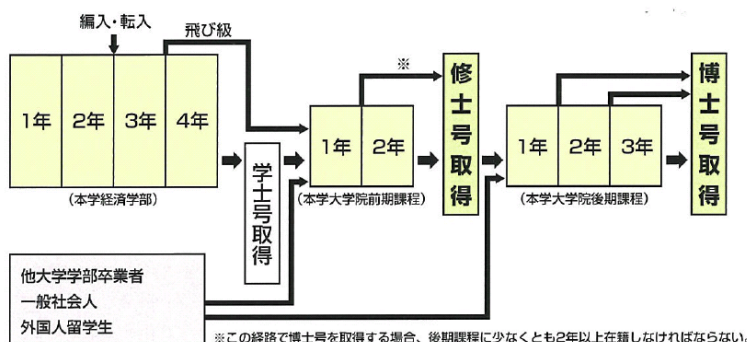 編入・転入
飛び級
※
1年
2年
3年
4年
(本学経済学部)
学士号取得
1年
2年
(本学大学院前期課程)
修士号取得
1年
2年
3年
(本学大学院後期課程)
博士号取得
他大学学部卒業者
一般社会人
外国人留学生
※この経路で博士号を取得する場合、後期課程に少なくとも2年以上在籍しなければならない。